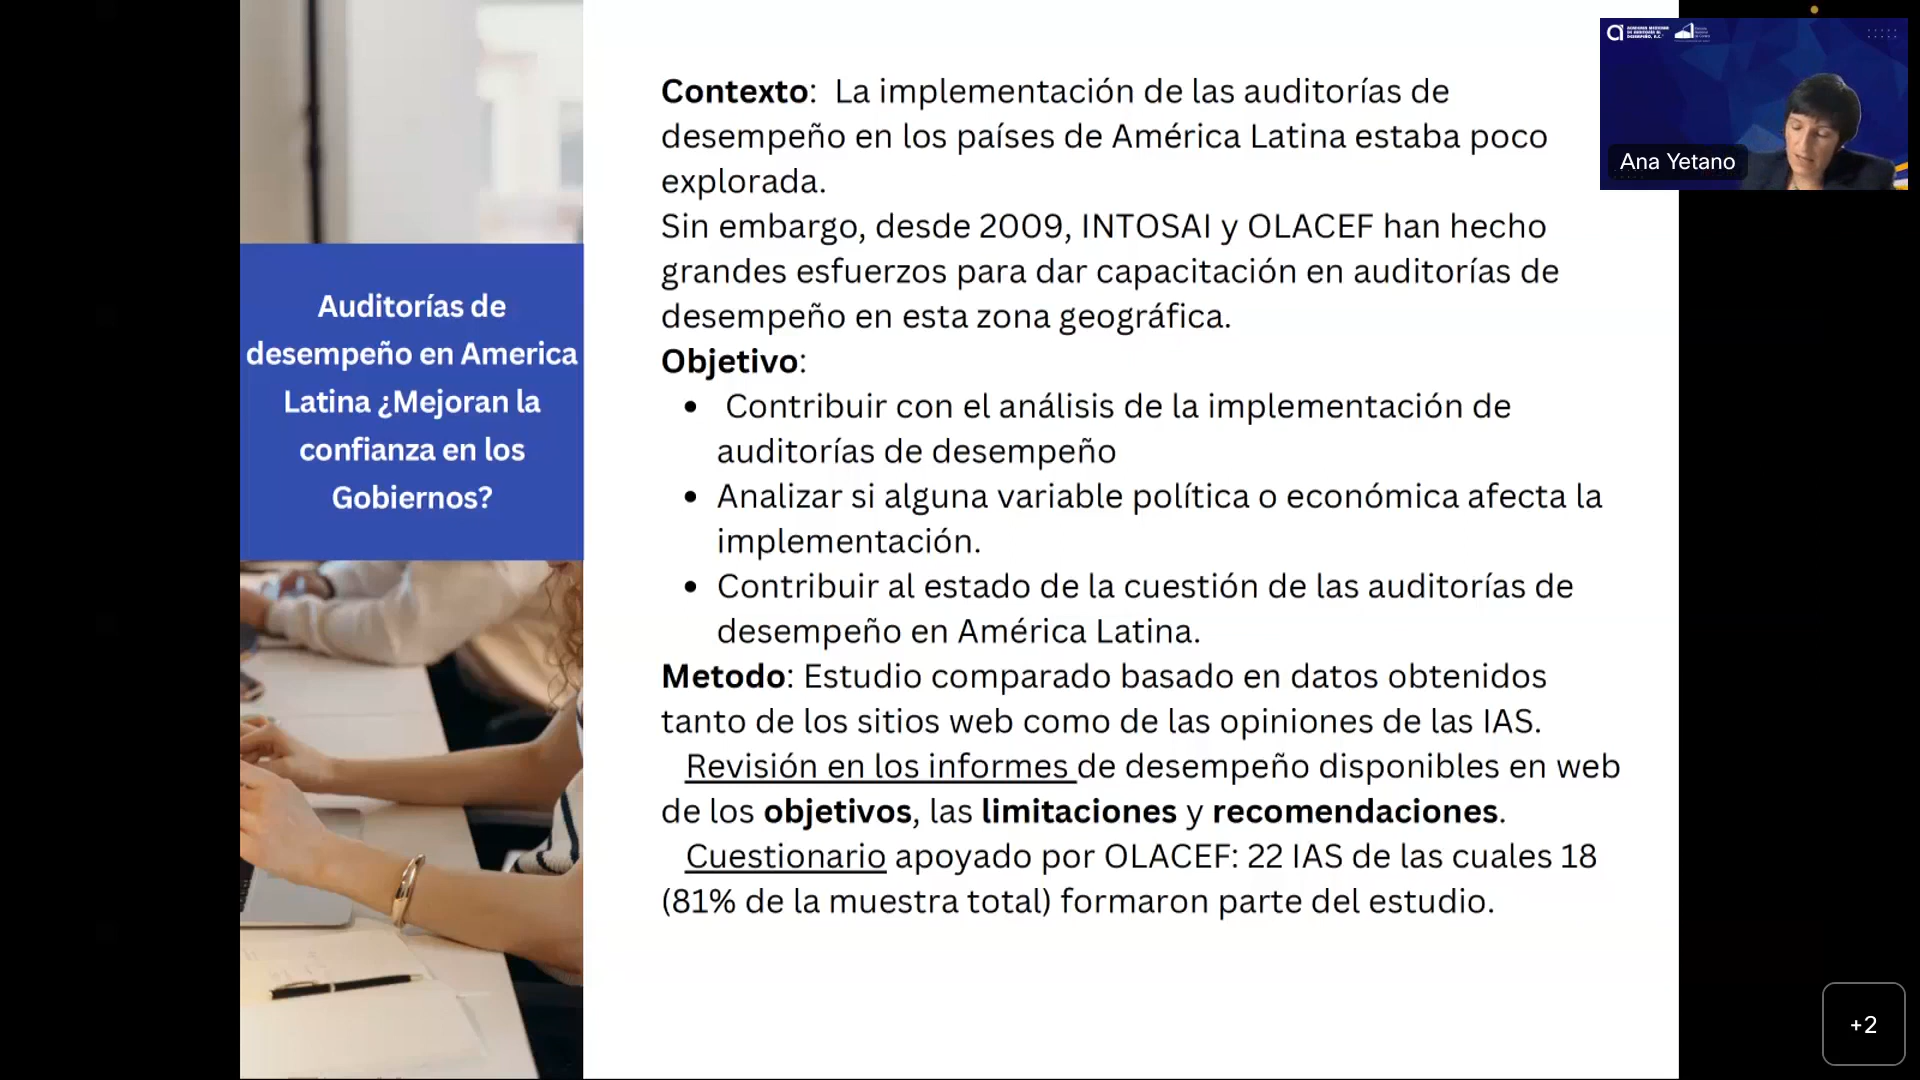 Auditorías de
desempeño en America
Latina ¿Mejoran la
confianza en los
Gobiernos?
Contexto:  La implementación de las auditorías de
desempeño en los países de América Latina estaba poco
explorada.
Sin embargo, desde 2009, INTOSAI y OLACEF han hecho
grandes esfuerzos para dar capacitación en auditorías de
desempeño en esta zona geográfica.
Objetivo:
• Contribuir con el análisis de la implementación de
auditorías de desempeño
• Analizar si alguna variable política o económica afecta la
implementación.
• Contribuir al estado de la cuestión de las auditorías de
desempeño en América Latina.
Metodo: Estudio comparado basado en datos obtenidos
tanto de los sitios web como de las opiniones de las IAS.
Revisión en los informes de desempeño disponibles en web
de los objetivos, las limitaciones y recomendaciones.
Cuestionario apoyado por OLACEF: 22 IAS de las cuales 18
(81% de la muestra total) formaron parte del estudio.
Ana Yetano
+2